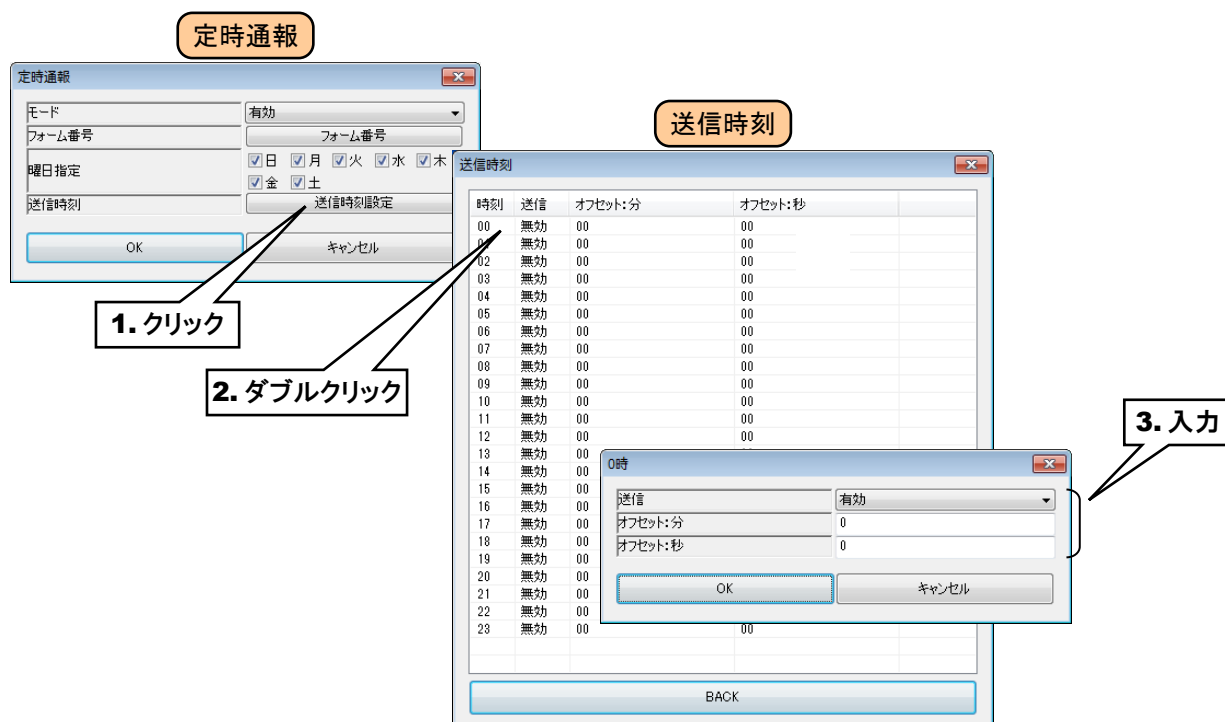 定時通報
定時通報
モード 有効
フォーム番号 フォーム番号
曜日指定 日 月 火 水 木
金 土
送信時刻 送信時刻設定
OK キャンセル
1. クリック
送信時刻
送信時刻
時刻 送信 オフセット:分 オフセット:秒
00 無効 00 00
無効 00 00
02 無効 00 00
03 無効 00 00
04 無効 00 00
05 無効 00 00
06 無効 00 00
07 無効 00 00
08 無効 00 00
09 無効 00 00
10 無効 00 00
11 無効 00 00
12 無効 00 00
13 無効 00
14 無効 00
15 無効 00
16 無効 00
17 無効 00
18 無効 00
19 無効 00
20 無効 00
21 無効 00
22 無効 00
23 無効 00 00
BACK
2. ダブルクリック
0時
送信 有効
オフセット:分 0
オフセット:秒 0
OK キャンセル
3. 入力